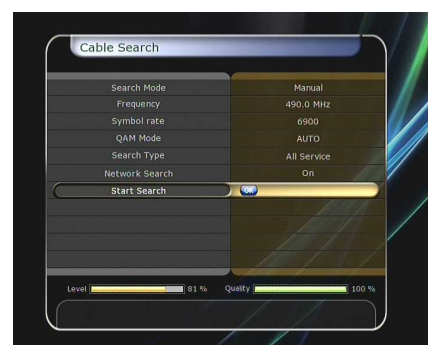 Cable Search
Search Mode Manual
Frequency 490.0 MHz
Symbol rate 6900
QAM Mode AUTO
Search Type All Service
Network Search On
Start Search OK
Level 81 % Quality 100 %